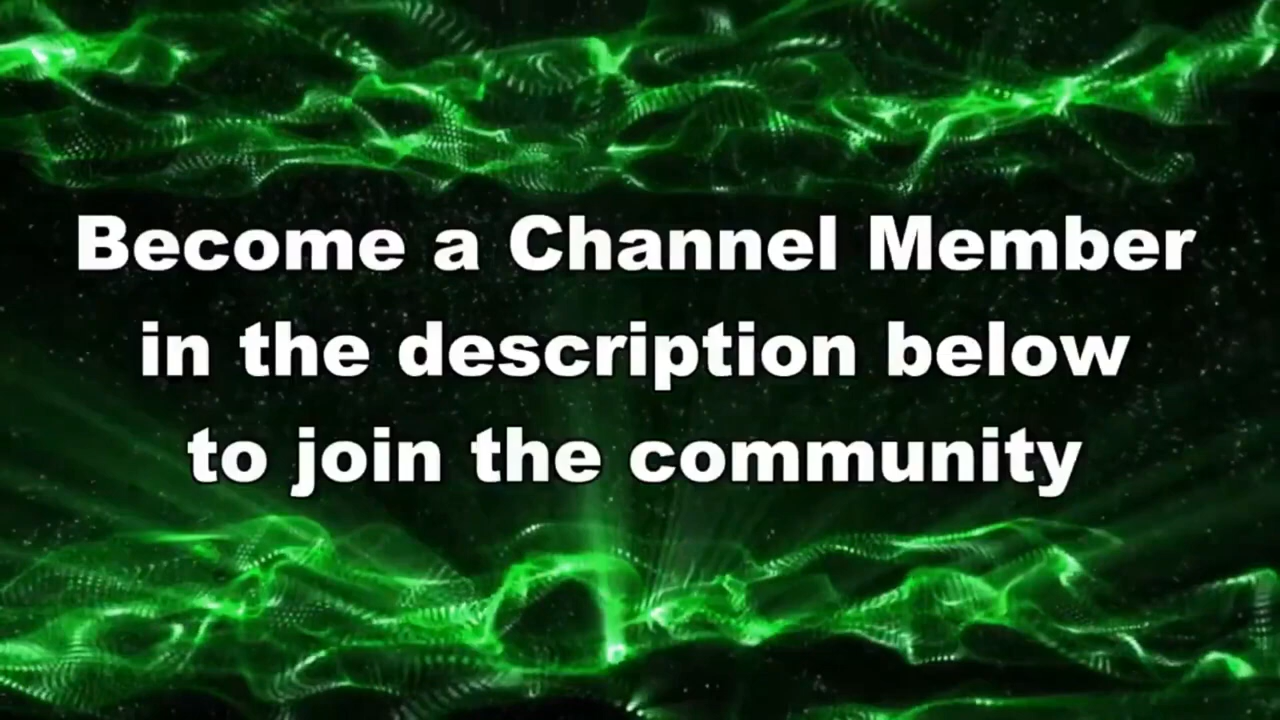 Become a Channel Member
in the description below
to join the community